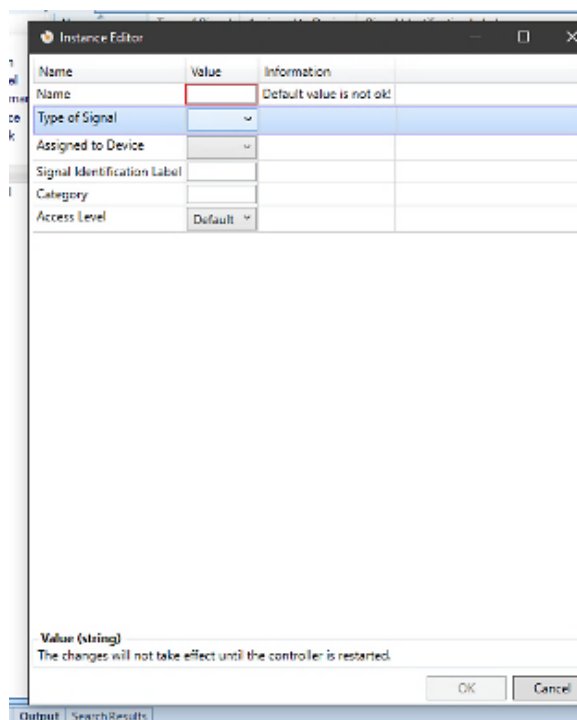 Instance Editor
Name Value Information
Name Default value is not ok!
Type of Signal
Assigned to Device
Signal Identification Label
Category
Access Level Default
Value (string)
The changes will not take effect until the controller is restarted.
OK Cancel
Output Search Results